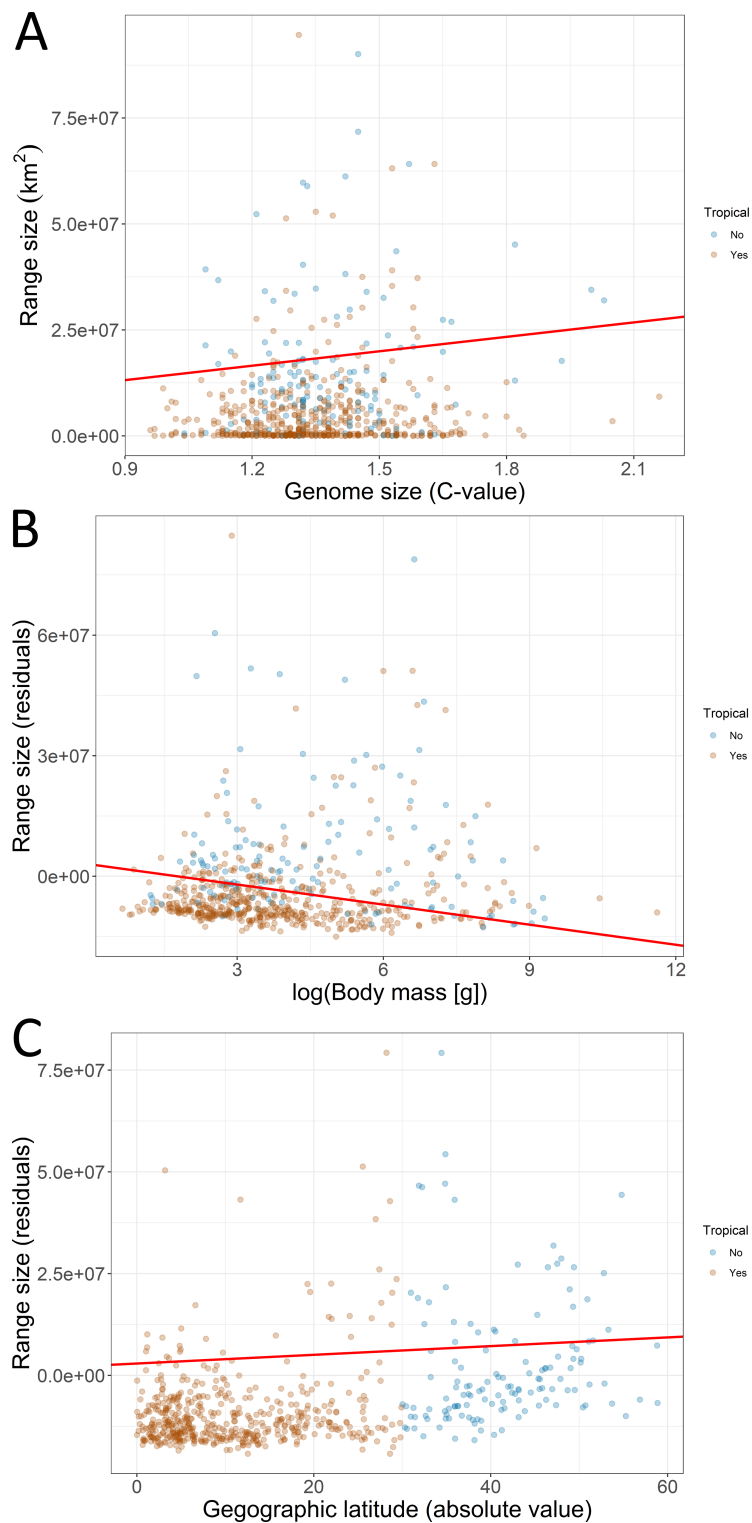 A
Range size (km²)
7.5e+07
5.0e+07
2.5e+07
0.0e+00
0.9 1.2 1.5 1.8 2.1
Genome size (C-value)
Tropical
No
Yes
B
Range size (residuals)
6e+07
3e+07
0e+00
3 6 9 12
log(Body mass [g])
Tropical
No
Yes
C
Range size (residuals)
7.5e+07
5.0e+07
2.5e+07
0.0e+00
0 20 40 60
Gegographic latitude (absolute value)
Tropical
No
Yes